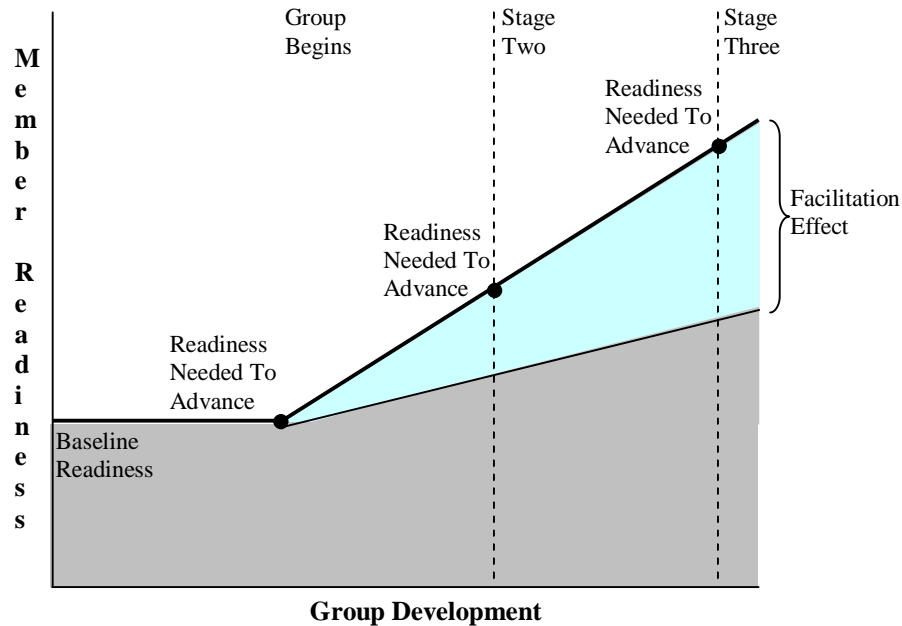 Group
Begins
Stage
Two
Stage
Three
Member Readiness
Readiness
Needed To
Advance
Readiness
Needed To
Advance
Facilitation
Effect
Readiness
Needed To
Advance
Baseline
Readiness
Group Development